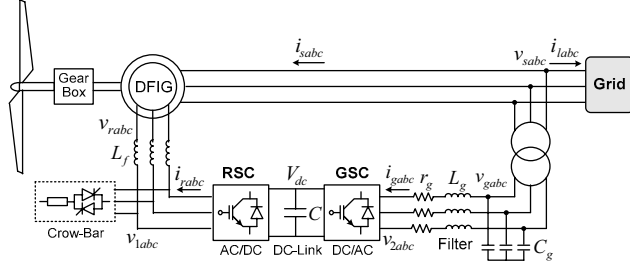 i_sabc
v_sabc
i_labc
Gear
Box
DFIG
Grid
v_rabc
L_f
i_rabc
RSC
V_dc
GSC
i_gabc
r_g
L_g
v_gabc
C
Crow-Bar
v_1abc
AC/DC
DC-Link
DC/AC
v_2abc
Filter
C_g